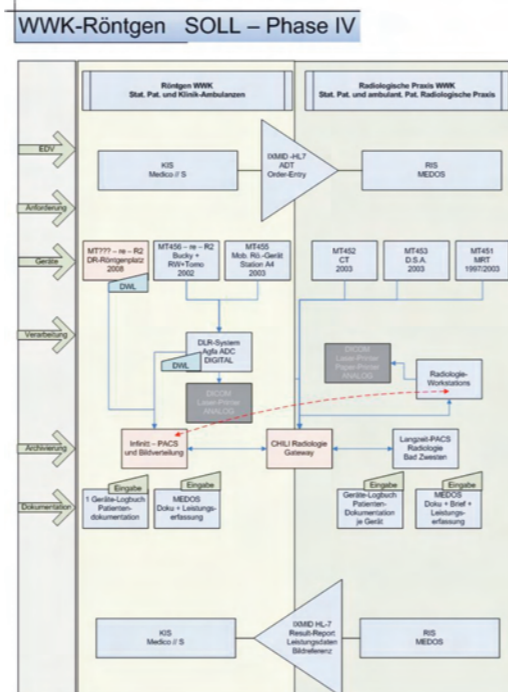 WWK-Röntgen SOLL – Phase IV
Röntgen WWK
Stat. Pat. und Klinik-Ambulanzen
Radiologische Praxis WWK
Stat. Pat. und ambulant. Pat. Radiologische Praxis
EDV
KIS
Medico // S
IXMID -HL7
ADT
Order-Entry
RIS
MEDOS
Anforderung
Geräte
MT??? – re – R2
DR-Röntgenplatz
2008
DWL
MT456 – re – R2
Bucky +
RW+Tomo
2002
MT455
Mob. Rö.-Gerät
Station A4
2003
MT452
CT
2003
MT453
D.S.A.
2003
MT451
MRT
1997/2003
Verarbeitung
DLR-System
Agfa ADC
DIGITAL
DWL
DICOM
Laser-Printer
ANALOG
DICOM
Laser-Printer
Paper-Printer
ANALOG
Radiologie-
Workstations
Archivierung
Infinitt – PACS
und Bildverteilung
CHILI Radiologie
Gateway
Langzeit-PACS
Radiologie
Bad Zwesten
Dokumentation
Eingabe
1 Geräte-Logbuch
Patienten-
dokumentation
Eingabe
MEDOS
Doku + Leistungs-
erfassung
Eingabe
Geräte-Logbuch
Patienten-
Dokumentation
je Gerät
Eingabe
MEDOS
Doku + Brief +
Leistungs-
erfassung
KIS
Medico // S
IXMID HL-7
Result-Report
Leistungsdaten
Bildreferenz
RIS
MEDOS